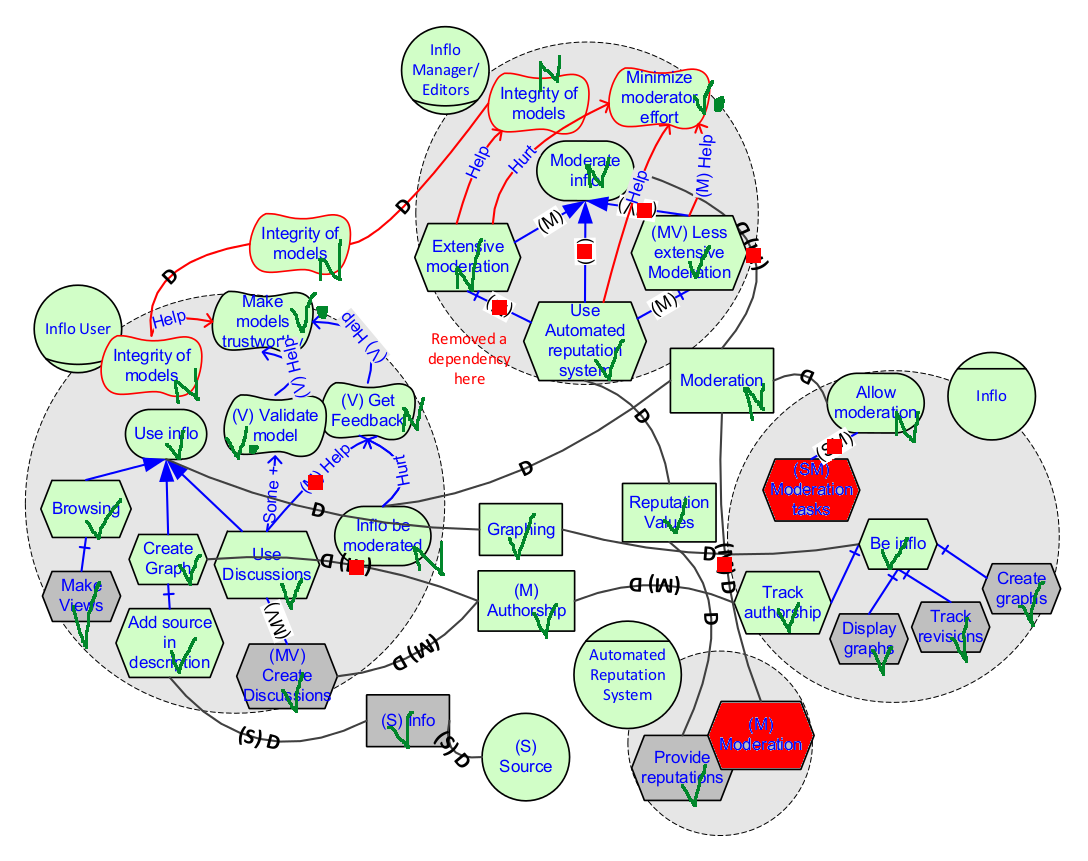 Inflo
Manager/
Editors
Integrity of
models
Minimize
moderator
effort
N
Help
Hurt
Help
(M) Help
Moderate
inflo
N
D
(M)
Extensive
moderation
N
(MV) Less
extensive
Moderation
(M)
Use
Automated
reputation
system
Removed a
dependency
here
Integrity of
models
N
D
Inflo User
Help
Make
models
trustwor
(V) Help
(V) Help
Integrity of
models
N
(V) Validate
model
(V) Get
Feedback
N
Use inflo
Some +
Help
Hurt
Moderation
N
D
D
Allow
moderation
N
Inflo
(SM)
Moderation
tasks
D
D
Browsing
Create
Graph
Use
Discussions
Inflo be
moderated
N
Graphing
Reputation
Values
D
D
Be inflo
Make
Views
Add source
in
description
(MV)
(MV)
Create
Discussions
(M)
Authorship
(M) D
(M) D
D
Track
authorship
Display
graphs
Track
revisions
Create
graphs
(S) D
(S) Info
(S) D
(S)
Source
Automated
Reputation
System
Provide
reputations
(M)
Moderation